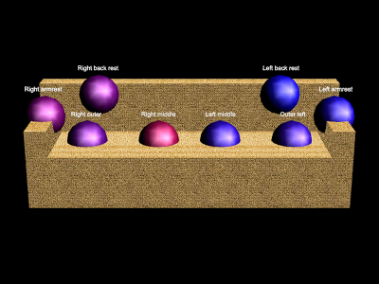 Right back rest
Left back rest
Right armrest
Left armrest
Right outer
Right middle
Left middle
Outer left